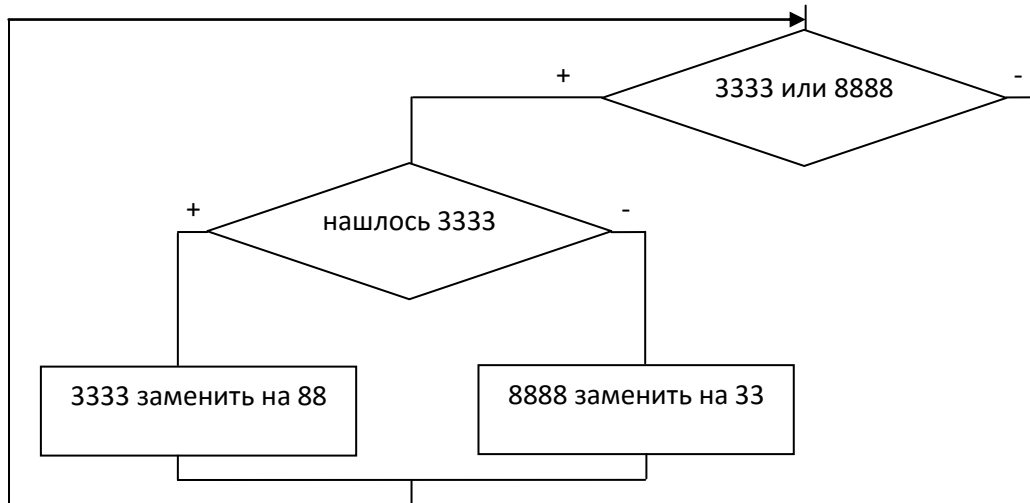 3333 или 8888
+
-
нашлось 3333
+
-
3333 заменить на 88
8888 заменить на 33